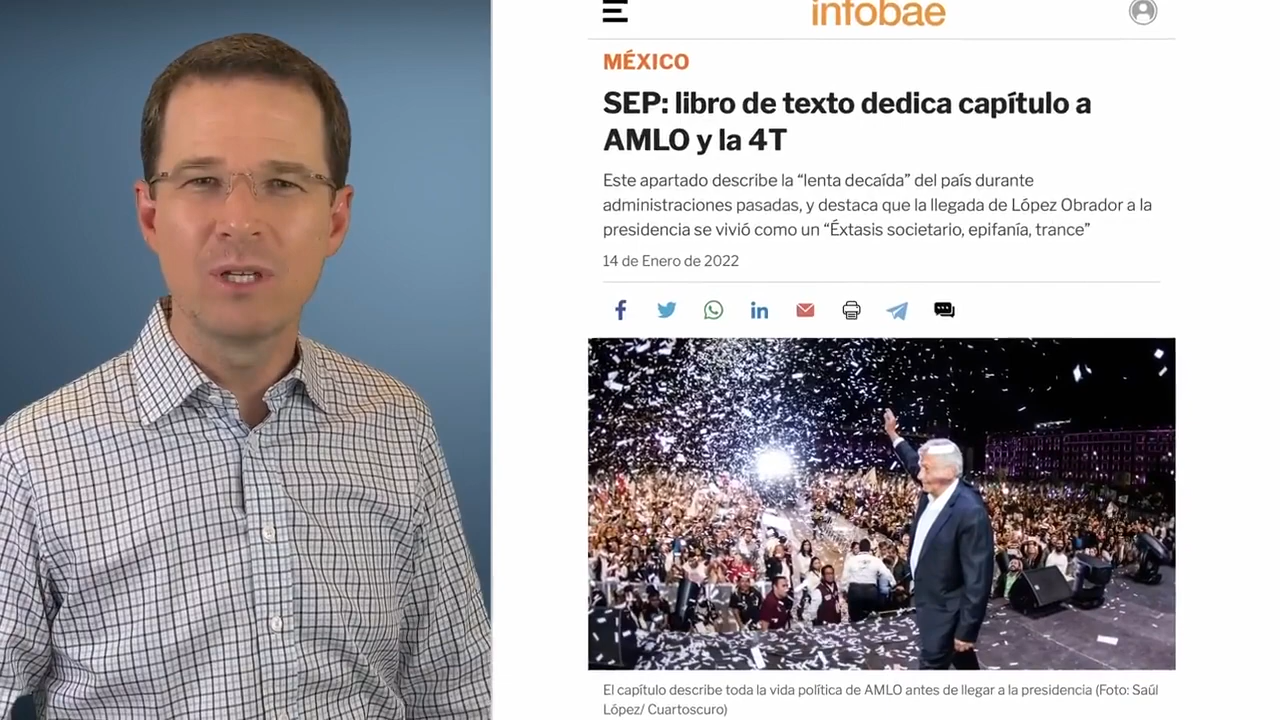 infobae
MÉXICO
SEP: libro de texto dedica capítulo a
AMLO y la 4T
Este apartado describe la “lenta decaída” del país durante
administraciones pasadas, y destaca que la llegada de López Obrador a la
presidencia se vivió como un “Éxtasis societario, epifanía, trance”
14 de Enero de 2022
El capítulo describe toda la vida política de AMLO antes de llegar a la presidencia (Foto: Saúl
López/ Cuartoscuro)